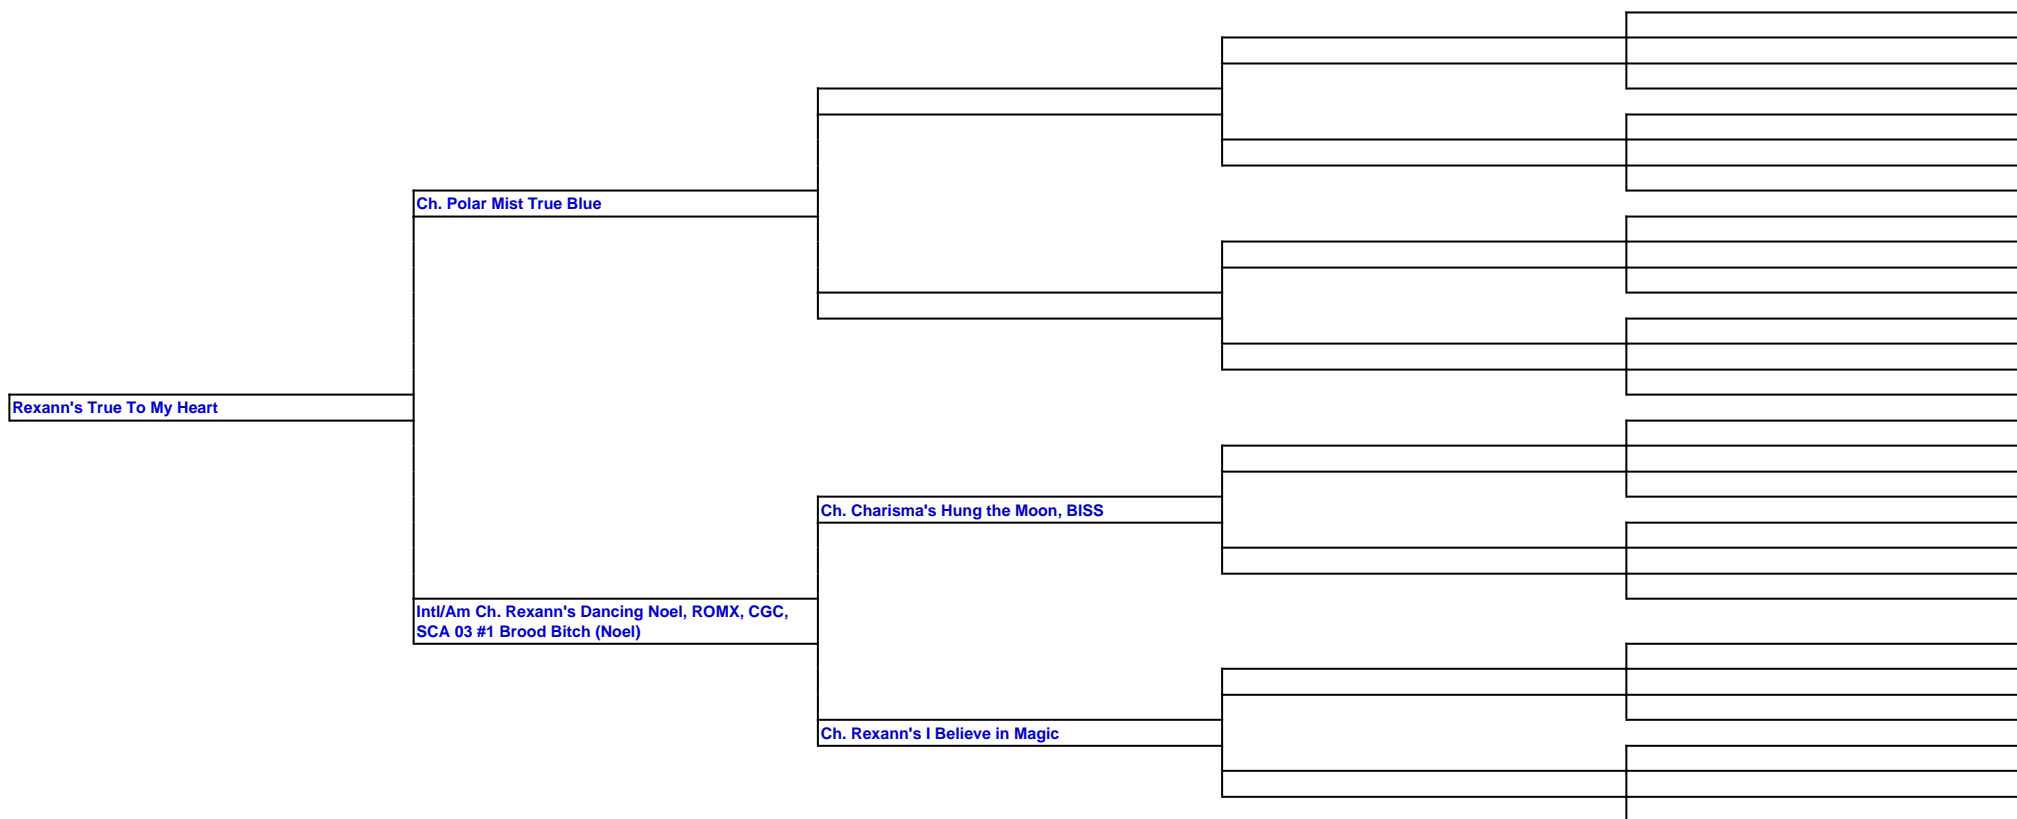 Ch. Polar Mist True Blue
Rexann's True To My Heart
Ch. Charisma's Hung the Moon, BISS
Intl/Am Ch. Rexann's Dancing Noel, ROMX, CGC,
SCA 03 #1 Brood Bitch (Noel)
Ch. Rexann's I Believe in Magic